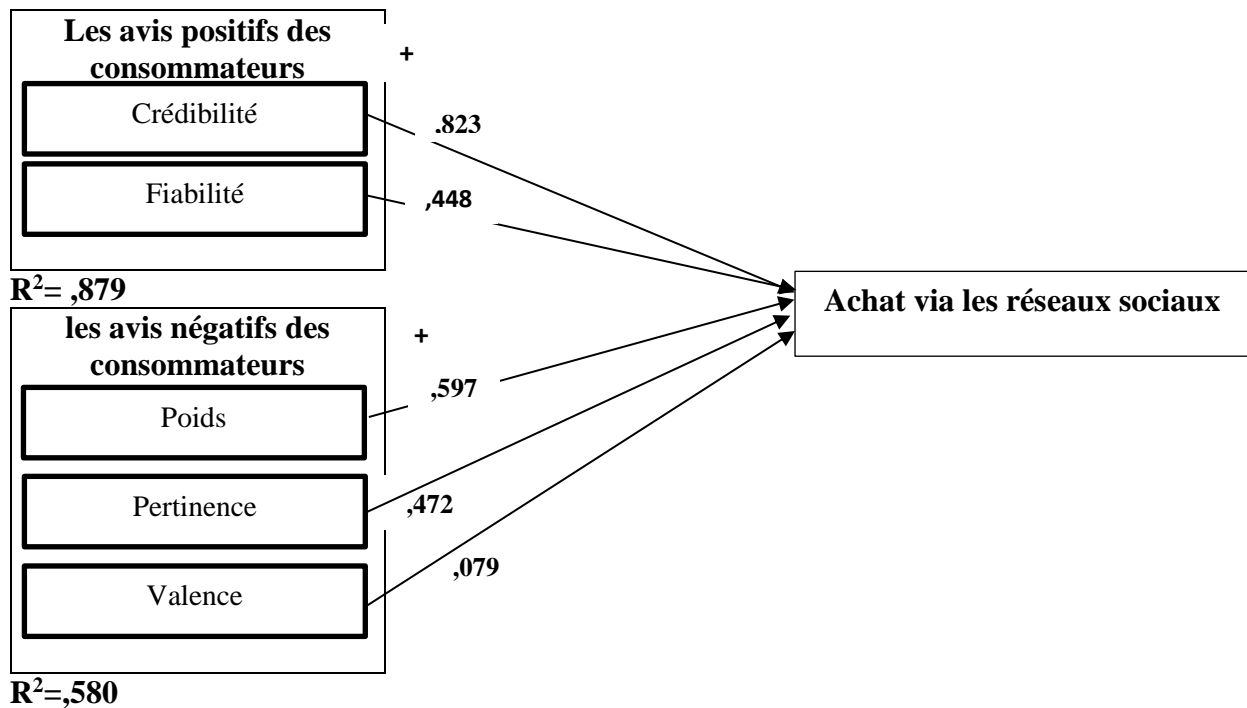 Les avis positifs des
consommateurs
+
Crédibilité
,823
Fiabilité
,448
R²= ,879
les avis négatifs des
consommateurs
+
Achat via les réseaux sociaux
,597
Poids
Pertinence
,472
,079
Valence
R²=,580